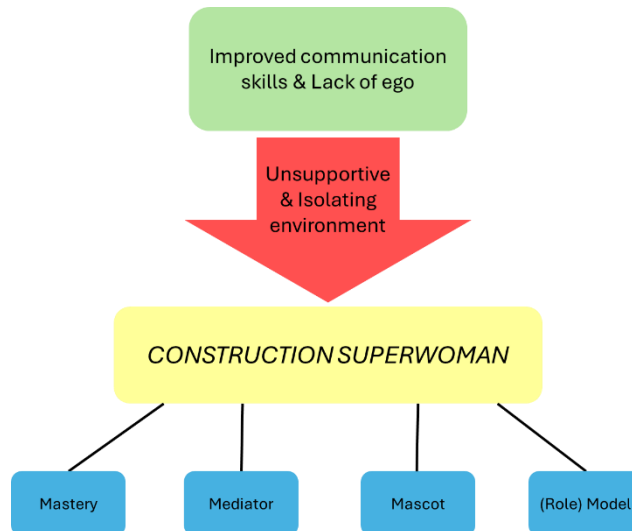 Improved communication
skills & Lack of ego
Unsupportive
& Isolating
environment
CONSTRUCTION SUPERWOMAN
Mastery
Mediator
Mascot
(Role) Model